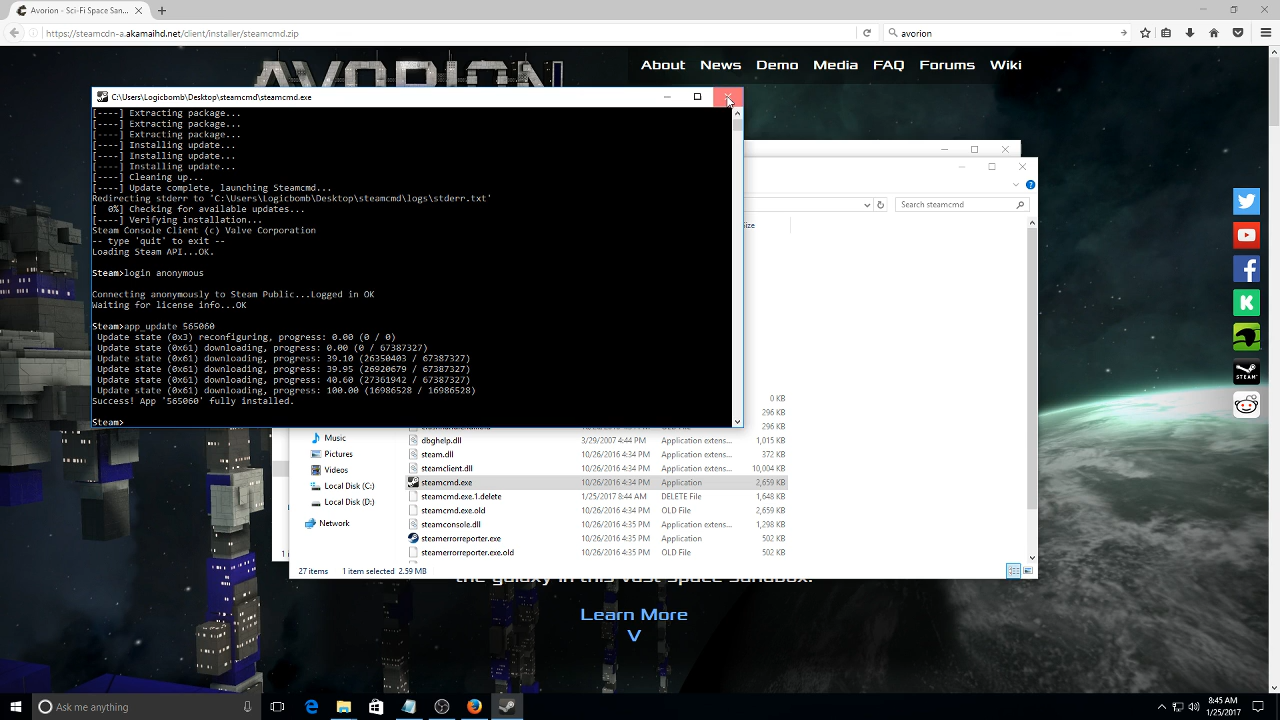 Avorion - Sci-Fi Space San...
https://steamcdn-a.akamaihd.net/client/installer/steamcmd.zip
avorion
AVORION
About News Demo Media FAQ Forums Wiki
C:\Users\Logicbomb\Desktop\steamcmd\steamcmd.exe
[----] Extracting package...
[----] Extracting package...
[----] Extracting package...
[----] Installing update...
[----] Installing update...
[----] Installing update...
[----] Cleaning up...
[----] Update complete, launching Steamcmd...
Redirecting stderr to 'C:\Users\Logicbomb\Desktop\steamcmd\logs\stderr.txt'
[  0%] Checking for available updates...
[----] Verifying installation...
Steam Console Client (c) Valve Corporation
-- type 'quit' to exit --
Loading Steam API...OK.
Steam>login anonymous
Connecting anonymously to Steam Public...Logged in OK
Waiting for license info...OK
Steam>app_update 565060
Update state (0x3) reconfiguring, progress: 0.00 (0 / 0)
Update state (0x61) downloading, progress: 0.00 (0 / 67387327)
Update state (0x61) downloading, progress: 39.10 (26350403 / 67387327)
Update state (0x61) downloading, progress: 39.95 (26920679 / 67387327)
Update state (0x61) downloading, progress: 40.60 (27361942 / 67387327)
Update state (0x61) downloading, progress: 100.00 (16986528 / 16986528)
Success! App '565060' fully installed.
Steam>
Search steamcmd
ize
0 KB
296 KB
296 KB
Music
Pictures
Videos
Local Disk (C:)
Local Disk (D:)
Network
dbghelp.dll 3/29/2007 4:44 PM Application extens... 1,015 KB
steam.dll 10/26/2016 4:34 PM Application extens... 372 KB
steamclient.dll 10/26/2016 4:34 PM Application extens... 10,004 KB
steamcmd.exe 10/26/2016 4:34 PM Application 2,659 KB
steamcmd.exe.1.delete 1/25/2017 8:44 AM DELETE File 1,648 KB
steamcmd.exe.old 10/26/2016 4:34 PM OLD File 2,659 KB
steamconsole.dll 10/26/2016 4:35 PM Application extens... 1,298 KB
steamerrorreporter.exe 10/26/2016 4:35 PM Application 502 KB
steamerrorreporter.exe.old 10/26/2016 4:35 PM OLD File 502 KB
27 items 1 item selected 2.59 MB
the galaxy in this vast space sandbox.
Learn More
V
STEAM
Ask me anything
8:45 AM
1/25/2017